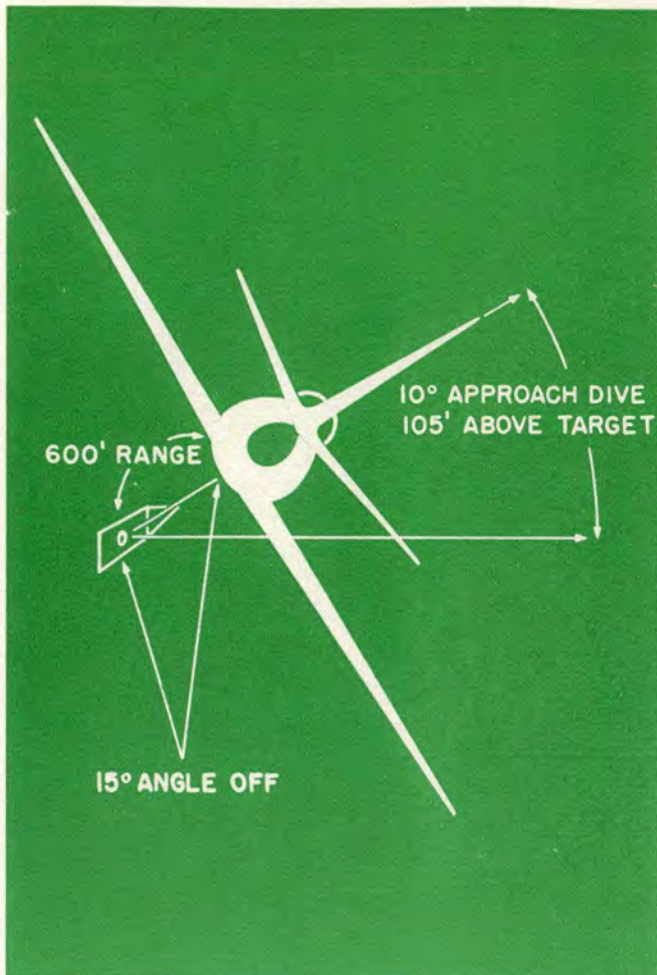 10° APPROACH DIVE
105' ABOVE TARGET
600' RANGE
15° ANGLE OFF